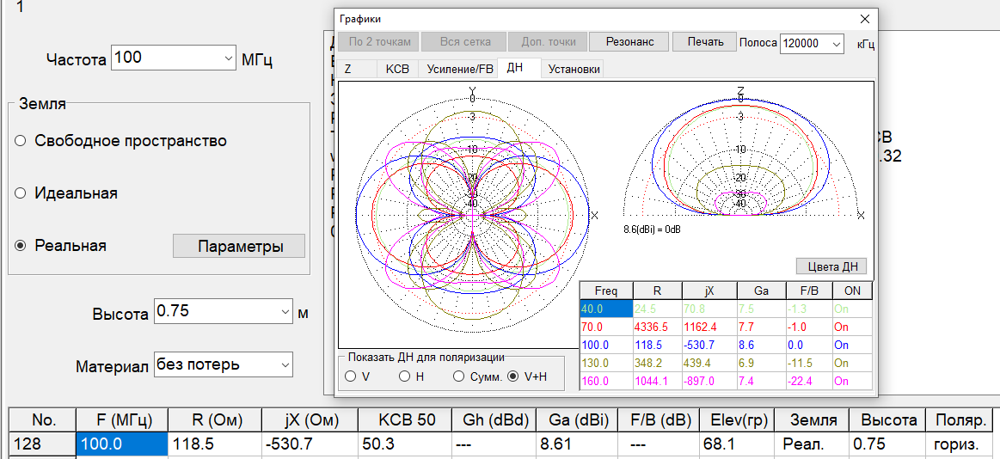 1
Частота 100 МГц
Земля
Свободное пространство
Идеальная
Реальная Параметры
Высота 0.75 м
Материал без потерь
Графики
По 2 точкам Вся сетка Доп. точки Резонанс Печать Полоса 120000 кГц
Z КСВ Усиление/FB ДН Установки
Y
0
-3
-10
-20
-40
X
Z
0
-3
-10
-20
-30
-40
X
8.6(dBi) = 0dB
Цвета ДН
Freq R jX Ga F/B ON
40.0 24.5 70.8 7.5 -1.3 On
70.0 4336.5 1162.4 7.7 -1.0 On
100.0 118.5 -530.7 8.6 0.0 On
130.0 348.2 439.4 6.9 -11.5 On
160.0 1044.1 -897.0 7.4 -22.4 On
Показать ДН для поляризации
V H Сумм. V+H
СВ
.32
No. F (МГц) R (Ом) jX (Ом) КСВ 50 Gh (dBd) Ga (dBi) F/B (dB) Elev(гр) Земля Высота Поляр.
128 100.0 118.5 -530.7 50.3 --- 8.61 --- 68.1 Реал. 0.75 гориз.